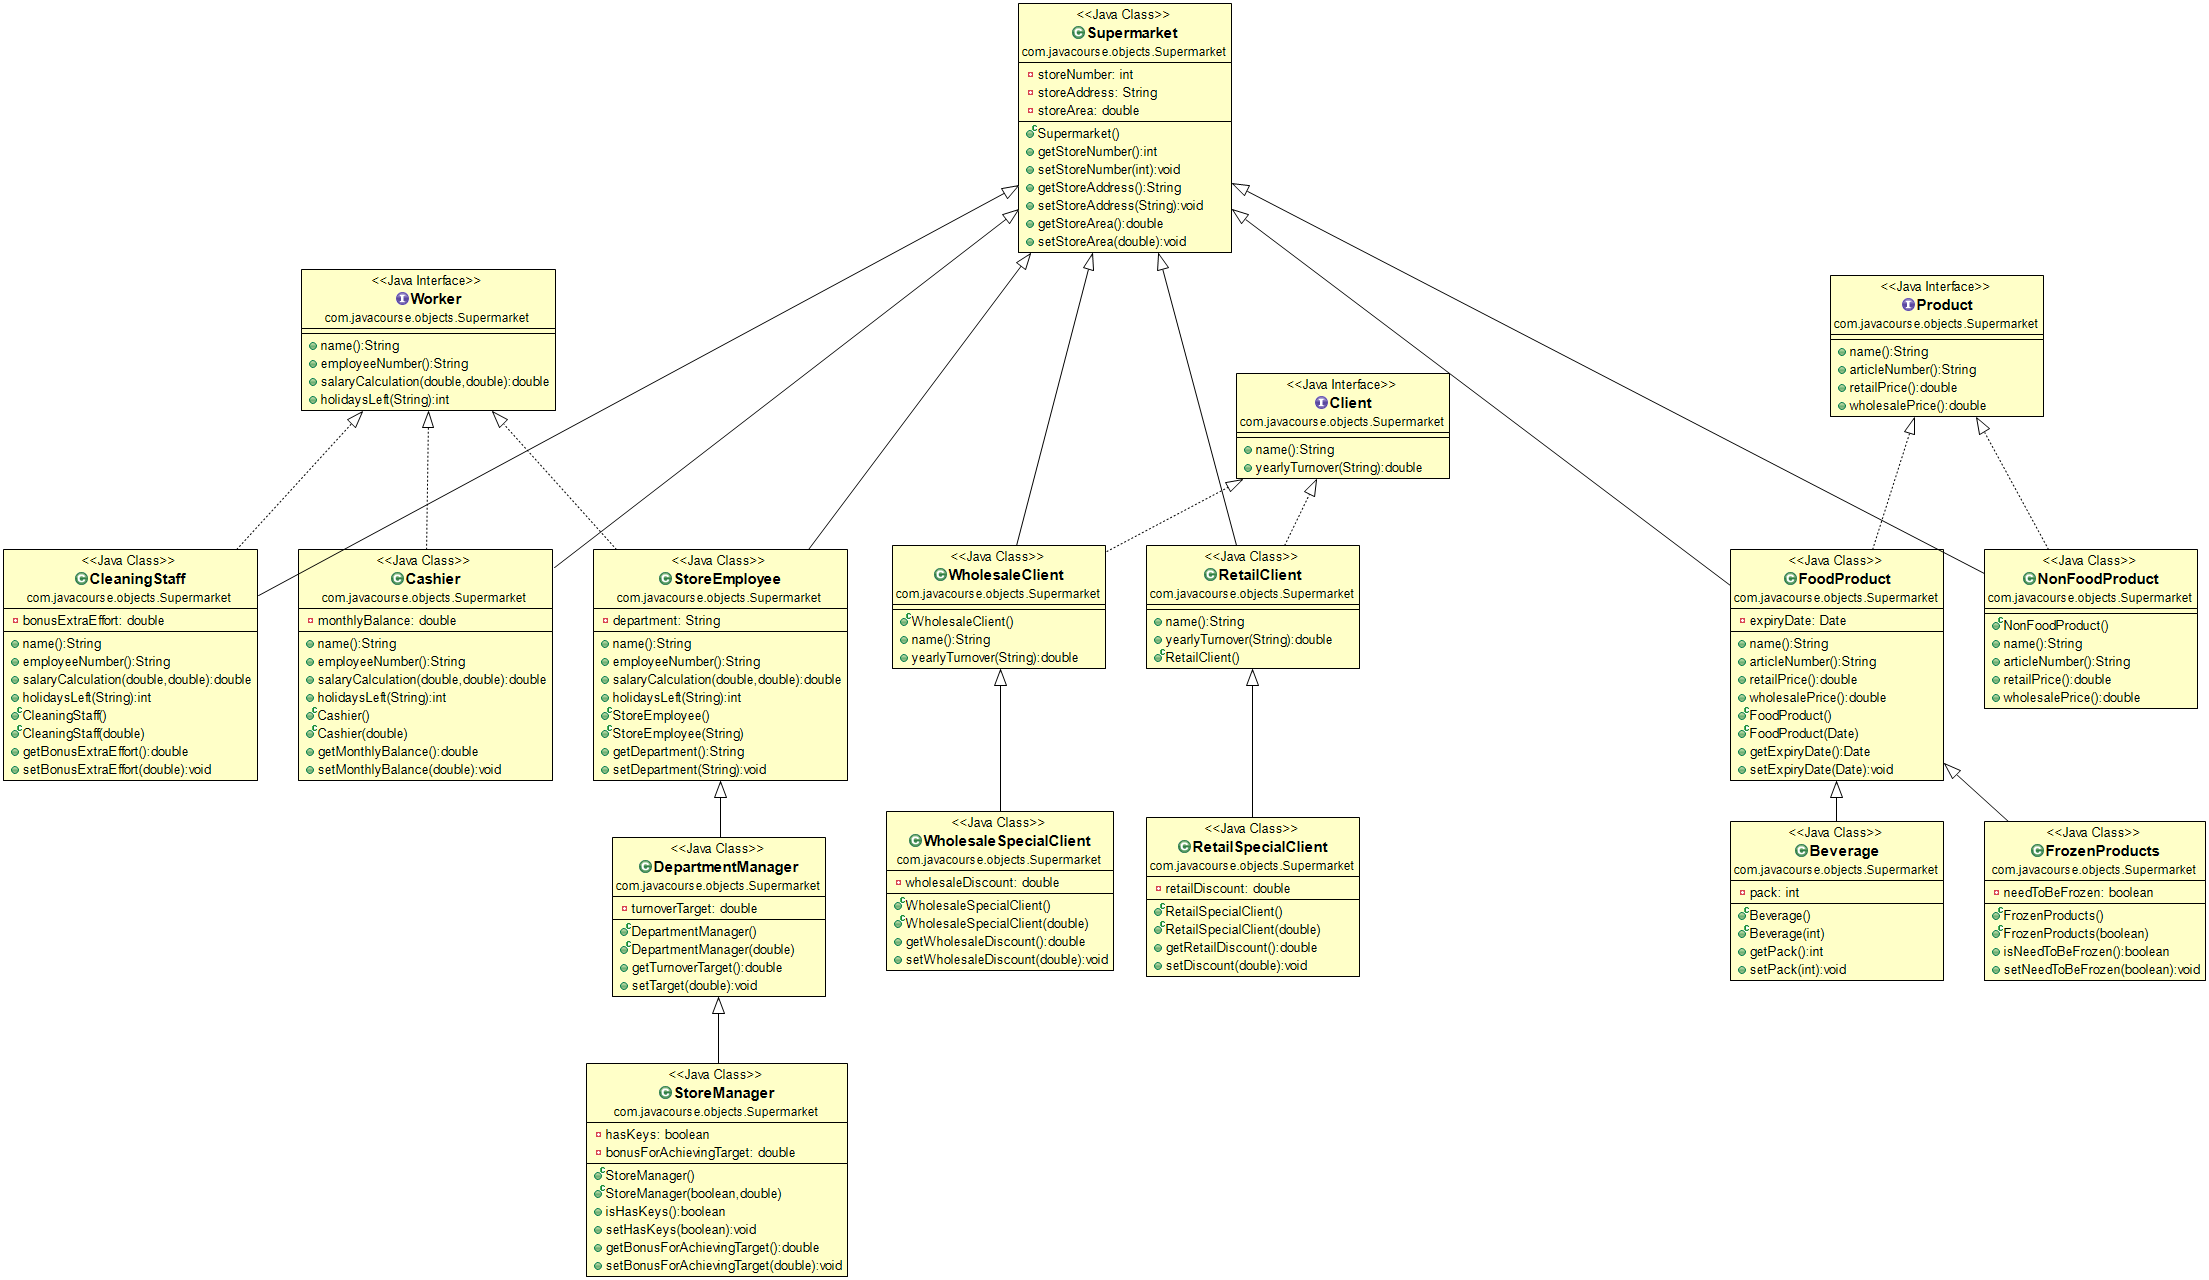 <<Java Class>>
Supermarket
com.javacourse.objects.Supermarket
storeNumber: int
storeAddress: String
storeArea: double
Supermarket()
getStoreNumber():int
setStoreNumber(int):void
getStoreAddress():String
setStoreAddress(String):void
getStoreArea():double
setStoreArea(double):void
<<Java Interface>>
Worker
com.javacourse.objects.Supermarket
name():String
employeeNumber():String
salaryCalculation(double,double):double
holidaysLeft(String):int
<<Java Interface>>
Client
com.javacourse.objects.Supermarket
name():String
yearlyTurnover(String):double
<<Java Interface>>
Product
com.javacourse.objects.Supermarket
name():String
articleNumber():String
retailPrice():double
wholesalePrice():double
<<Java Class>>
CleaningStaff
com.javacourse.objects.Supermarket
bonusExtraEffort: double
name():String
employeeNumber():String
salaryCalculation(double,double):double
holidaysLeft(String):int
CleaningStaff()
CleaningStaff(double)
getBonusExtraEffort():double
setBonusExtraEffort(double):void
<<Java Class>>
Cashier
com.javacourse.objects.Supermarket
monthlyBalance: double
name():String
employeeNumber():String
salaryCalculation(double,double):double
holidaysLeft(String):int
Cashier()
Cashier(double)
getMonthlyBalance():double
setMonthlyBalance(double):void
<<Java Class>>
StoreEmployee
com.javacourse.objects.Supermarket
department: String
name():String
employeeNumber():String
salaryCalculation(double,double):double
holidaysLeft(String):int
StoreEmployee()
StoreEmployee(String)
getDepartment():String
setDepartment(String):void
<<Java Class>>
WholesaleClient
com.javacourse.objects.Supermarket
WholesaleClient()
name():String
yearlyTurnover(String):double
<<Java Class>>
RetailClient
com.javacourse.objects.Supermarket
name():String
yearlyTurnover(String):double
RetailClient()
<<Java Class>>
FoodProduct
com.javacourse.objects.Supermarket
expiryDate: Date
name():String
articleNumber():String
retailPrice():double
wholesalePrice():double
FoodProduct()
FoodProduct(Date)
getExpiryDate():Date
setExpiryDate(Date):void
<<Java Class>>
NonFoodProduct
com.javacourse.objects.Supermarket
NonFoodProduct()
name():String
articleNumber():String
retailPrice():double
wholesalePrice():double
<<Java Class>>
DepartmentManager
com.javacourse.objects.Supermarket
turnoverTarget: double
DepartmentManager()
DepartmentManager(double)
getTurnoverTarget():double
setTarget(double):void
<<Java Class>>
WholesaleSpecialClient
com.javacourse.objects.Supermarket
wholesaleDiscount: double
WholesaleSpecialClient()
WholesaleSpecialClient(double)
getWholesaleDiscount():double
setWholesaleDiscount(double):void
<<Java Class>>
RetailSpecialClient
com.javacourse.objects.Supermarket
retailDiscount: double
RetailSpecialClient()
RetailSpecialClient(double)
getRetailDiscount():double
setDiscount(double):void
<<Java Class>>
Beverage
com.javacourse.objects.Supermarket
pack: int
Beverage()
Beverage(int)
getPack():int
setPack(int):void
<<Java Class>>
FrozenProducts
com.javacourse.objects.Supermarket
needToBeFrozen: boolean
FrozenProducts()
FrozenProducts(boolean)
isNeedToBeFrozen():boolean
setNeedToBeFrozen(boolean):void
<<Java Class>>
StoreManager
com.javacourse.objects.Supermarket
hasKeys: boolean
bonusForAchievingTarget: double
StoreManager()
StoreManager(boolean,double)
isHasKeys():boolean
setHasKeys(boolean):void
getBonusForAchievingTarget():double
setBonusForAchievingTarget(double):void